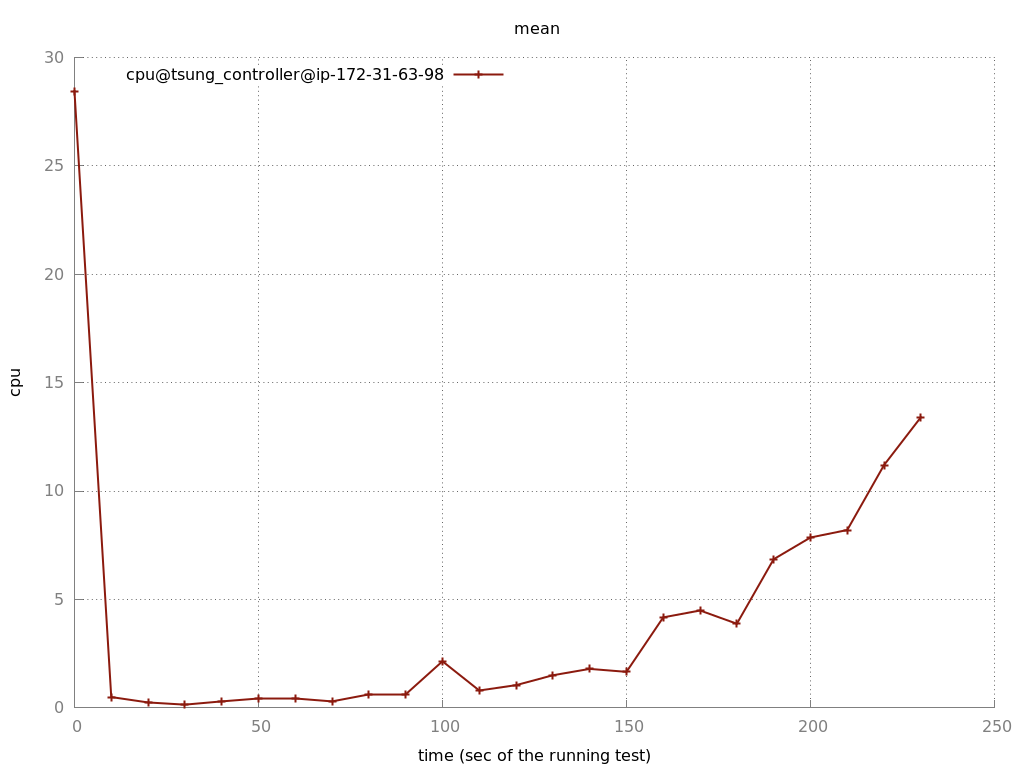 mean
30
cpu@tsung_controller@ip-172-31-63-98
25
20
15
cpu
10
5
0
0 50 100 150 200 250
time (sec of the running test)